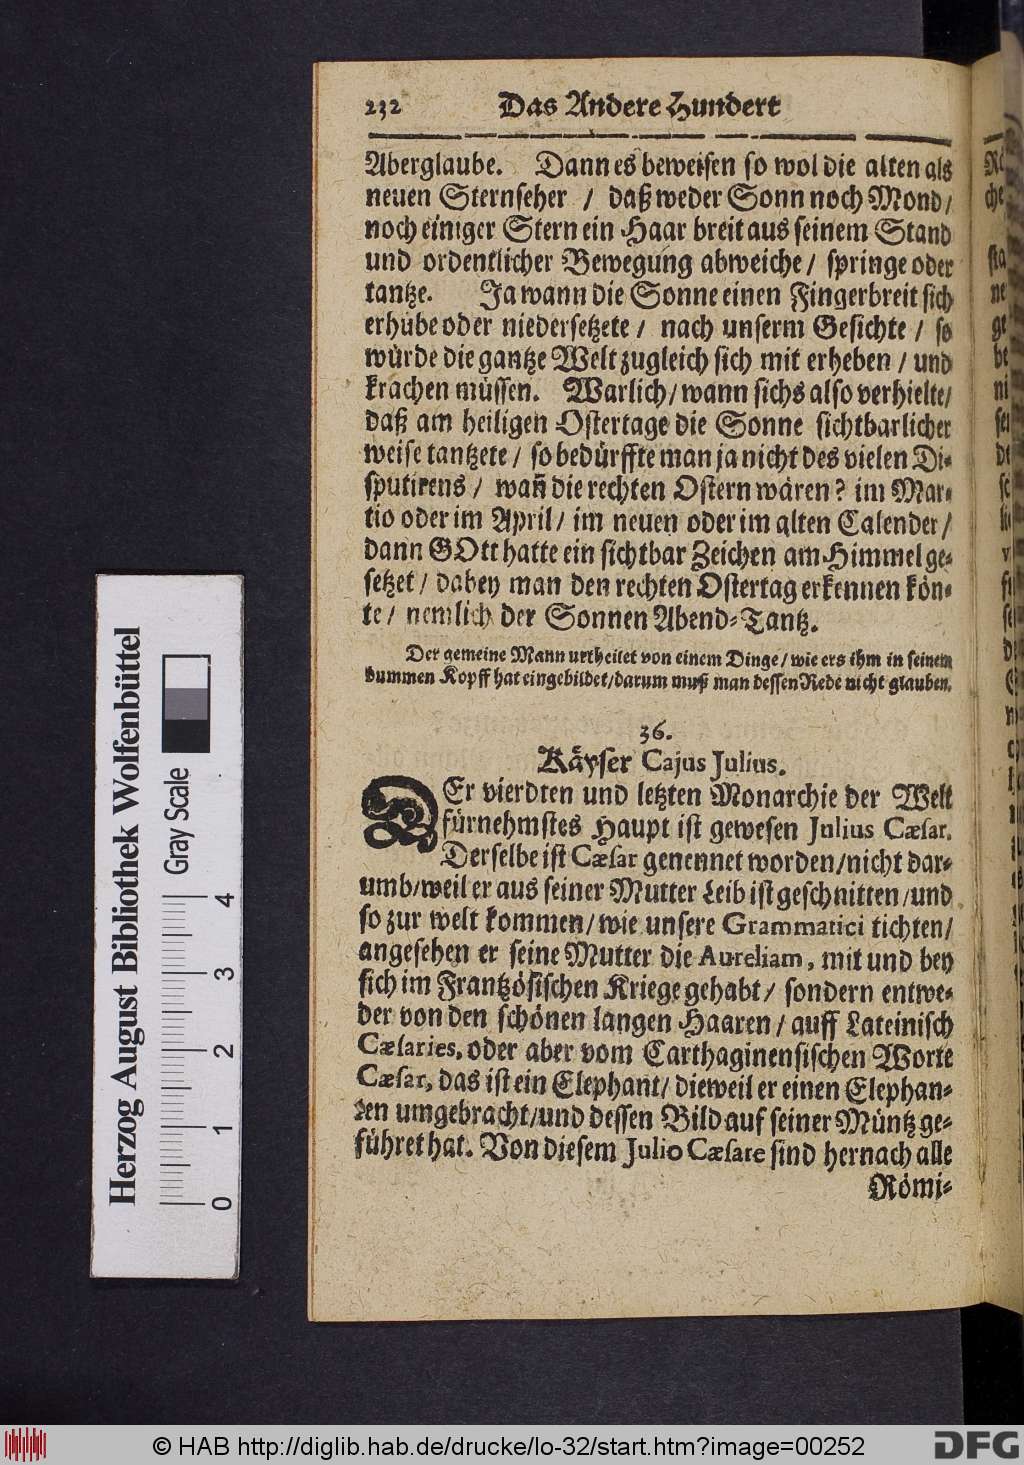 232 Das Andere Hundert
Aberglaube. Dann es beweisen so wol die alten als
neuen Sternseher / daß weder Sonn noch Mond /
noch einiger Stern ein Haar breit aus seinem Stand
und ordentlicher Bewegung abweiche / springe oder
tantze. Ja wann die Sonne einen Fingerbreit sich
erhübe oder niedersetzete / nach unserm Gesichte / so
würde die gantze Welt zugleich sich mit erheben / und
krachen müssen. Warlich / wann sichs also verhielte /
daß am heiligen Ostertage die Sonne sichtbarlicher
weise tantzete / so bedürffte man ja nicht des vielen Di-
sputirens / wañ die rechten Ostern wären? im Mar-
tio oder im April / im neuen oder im alten Calender /
dann GOtt hatte ein sichtbar Zeichen am Himmel ge-
setzet / dabey man den rechten Ostertag erkennen kön-
te / nemlich der Sonnen Abend-Tantz.
Der gemeine Mann urtheilet von einem Dinge / wie ers ihm in seinem
dummen Kopff hat eingebildet / darum muß man dessen Rede nicht glauben.
36.
Käyser Cajus Julius.
DEr vierdten und letzten Monarchie der Welt
fürnehmstes Haupt ist gewesen Julius Cæsar.
Derselbe ist Cæsar genennet worden / nicht dar-
umb / weil er aus seiner Mutter Leib ist geschnitten / und
so zur welt kommen / wie unsere Grammatici tichten /
angesehen er seine Mutter die Aureliam, mit und bey
sich im Frantzösischen Kriege gehabt / sondern entwe-
der von den schönen langen Haaren / auff Lateinisch
Cæsaries, oder aber vom Carthaginensischen Worte
Cæsar, das ist ein Elephant / dieweil er einen Elephan-
ten umgebracht / und dessen Bild auf seiner Müntz ge-
führet hat. Von diesem Julio Cæsare sind hernach alle
Römi-
Herzog August Bibliothek Wolfenbüttel
Gray Scale
0 1 2 3 4
© HAB http://diglib.hab.de/drucke/lo-32/start.htm?image=00252
DFG